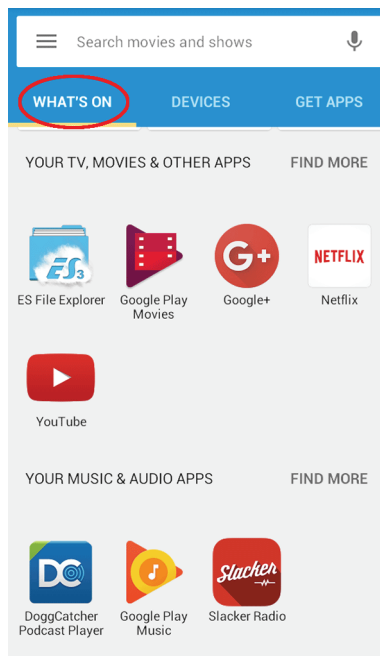 Search movies and shows
WHAT'S ON DEVICES GET APPS
YOUR TV, MOVIES & OTHER APPS FIND MORE
ES 3 G+ NETFLIX
ES File Explorer Google Play Movies Google+ Netflix
YouTube
YOUR MUSIC & AUDIO APPS FIND MORE
DC Slacker
DoggCatcher Podcast Player Google Play Music Slacker Radio